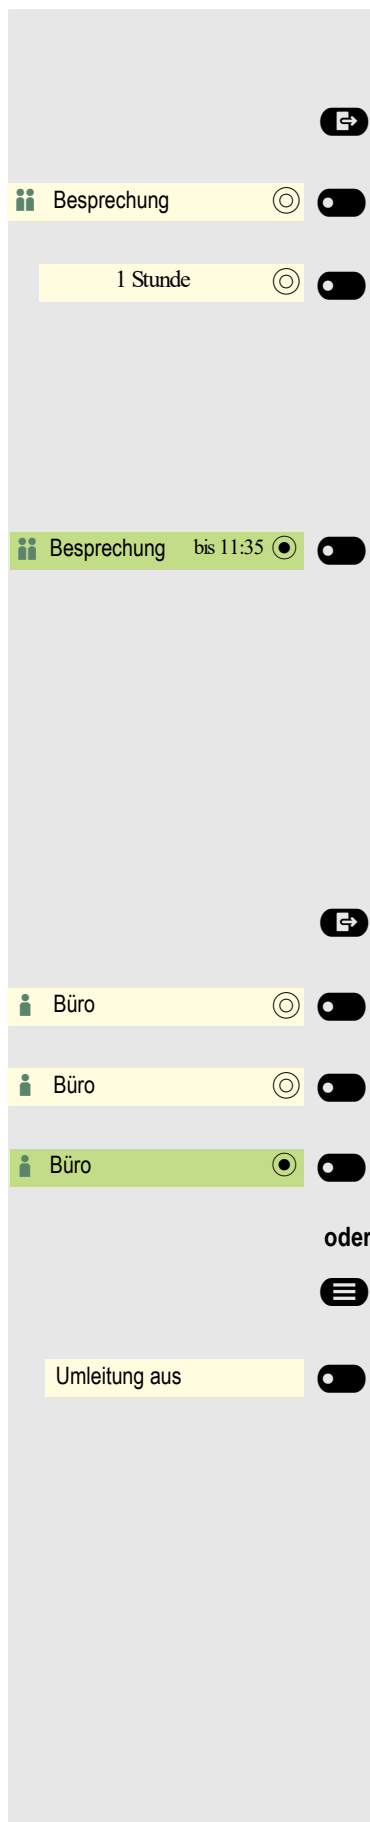 Besprechung
1 Stunde
Besprechung bis 11:35
Büro
Büro
Büro
oder
Umleitung aus